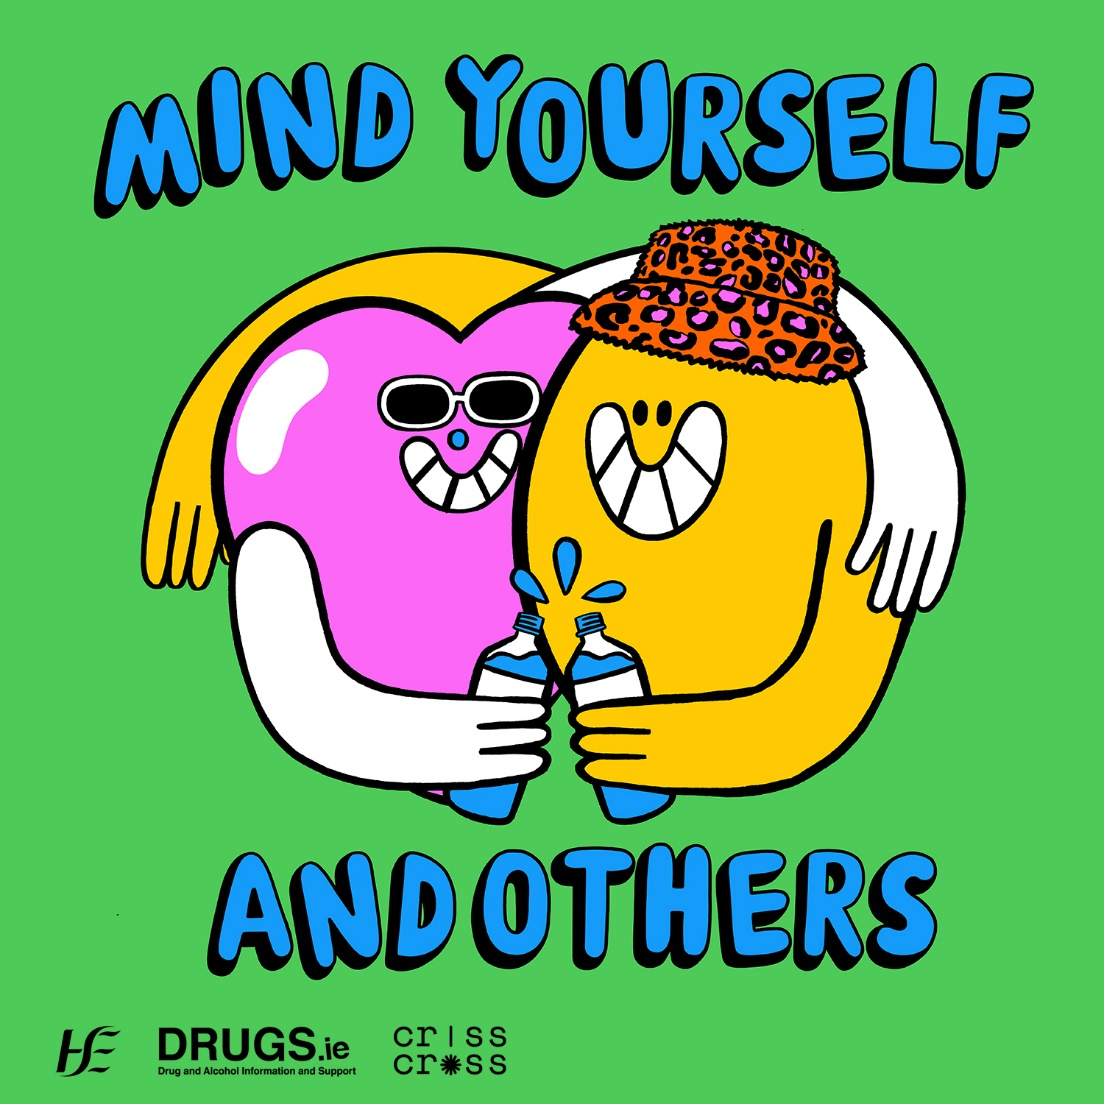 MIND YOURSELF
AND OTHERS
HSE
DRUGS.ie
Drug and Alcohol Information and Support
criss
cross